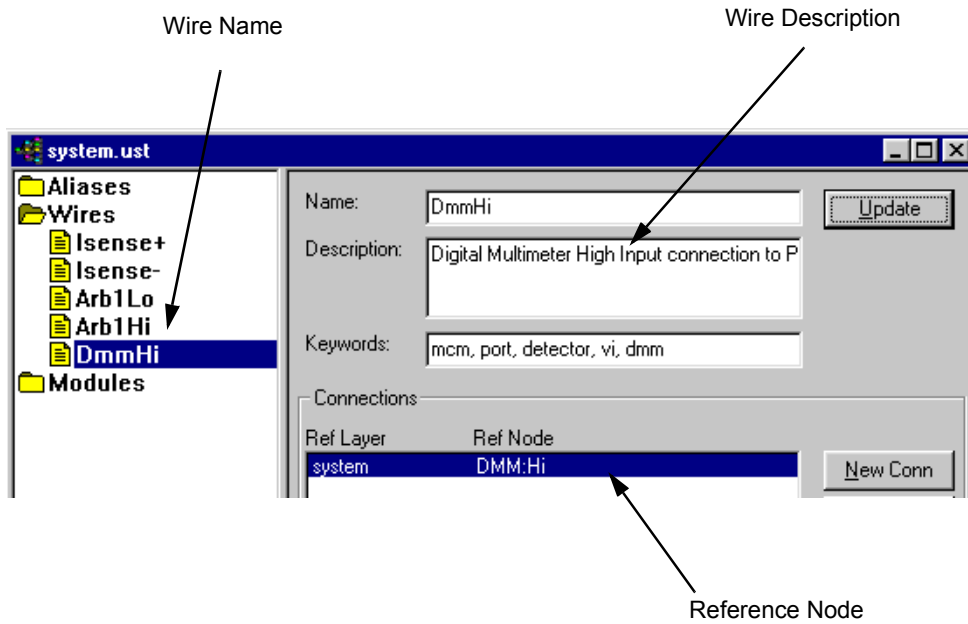 Wire Name
Wire Description
system.ust
Aliases
Wires
Isense+
Isense-
Arb1Lo
Arb1Hi
DmmHi
Modules
Name:
DmmHi
Update
Description:
Digital Multimeter High Input connection to P
Keywords:
mcm, port, detector, vi, dmm
Connections
Ref Layer Ref Node
system DMM:Hi
New Conn
Reference Node